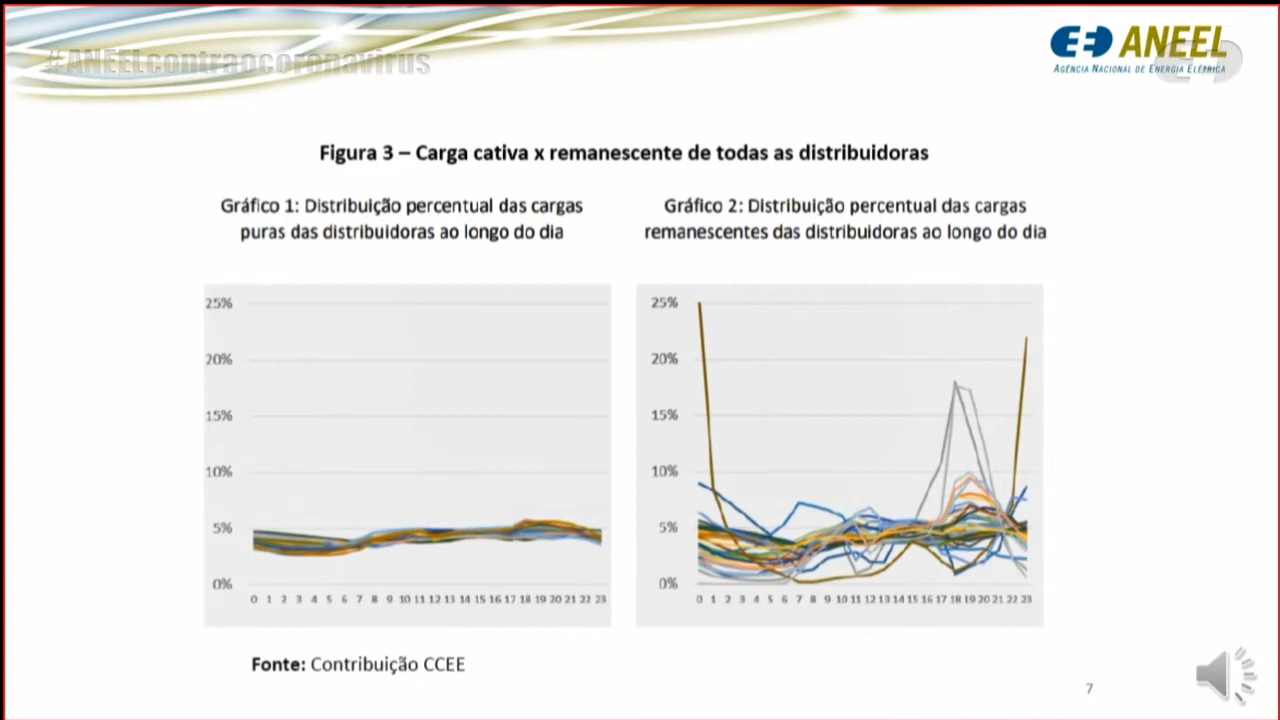 #ANEELcontraocoronavirus
ANEEL
AGÊNCIA NACIONAL DE ENERGIA ELÉTRICA
Figura 3 – Carga cativa x remanescente de todas as distribuidoras
Gráfico 1: Distribuição percentual das cargas
puras das distribuidoras ao longo do dia
Gráfico 2: Distribuição percentual das cargas
remanescentes das distribuidoras ao longo do dia
25%
20%
15%
10%
5%
0%
0 1 2 3 4 5 6 7 8 9 10 11 12 13 14 15 16 17 18 19 20 21 22 23
25%
20%
15%
10%
5%
0%
0 1 2 3 4 5 6 7 8 9 10 11 12 13 14 15 16 17 18 19 20 21 22 23
Fonte: Contribuição CCEE
7